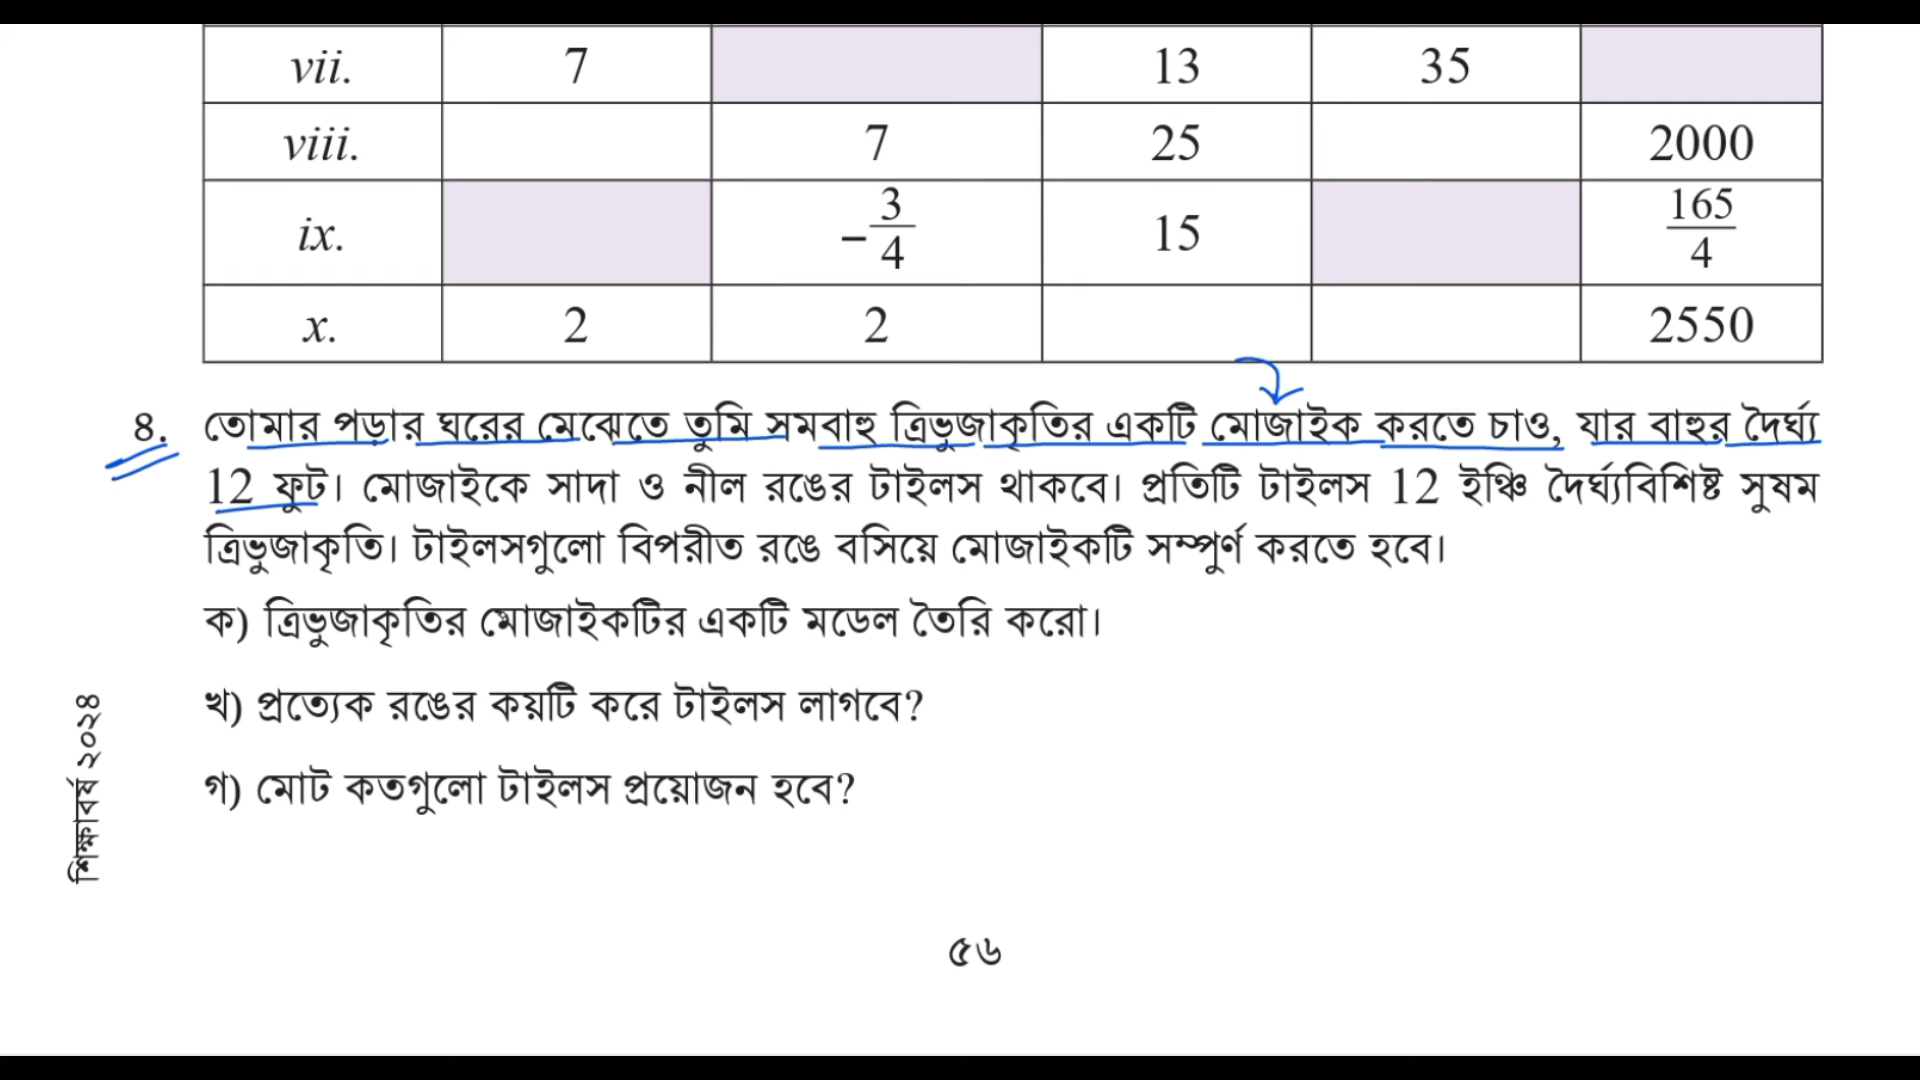 vii. 7 13 35
viii. 7 25 2000
ix. -3/4 15 165/4
x. 2 2 2550
8. তোমার পড়ার ঘরের মেঝেতে তুমি সমবাহু ত্রিভুজাকৃতির একটি মোজাইক করতে চাও, যার বাহুর দৈর্ঘ্য
12 ফুট। মোজাইকে সাদা ও নীল রঙের টাইলস থাকবে। প্রতিটি টাইলস 12 ইঞ্চি দৈর্ঘ্যবিশিষ্ট সুষম
ত্রিভুজাকৃতি। টাইলসগুলো বিপরীত রঙে বসিয়ে মোজাইকটি সম্পুর্ণ করতে হবে।
ক) ত্রিভুজাকৃতির মোজাইকটির একটি মডেল তৈরি করো।
খ) প্রত্যেক রঙের কয়টি করে টাইলস লাগবে?
গ) মোট কতগুলো টাইলস প্রয়োজন হবে?
শিক্ষাবর্ষ ২০২৪
৫৬